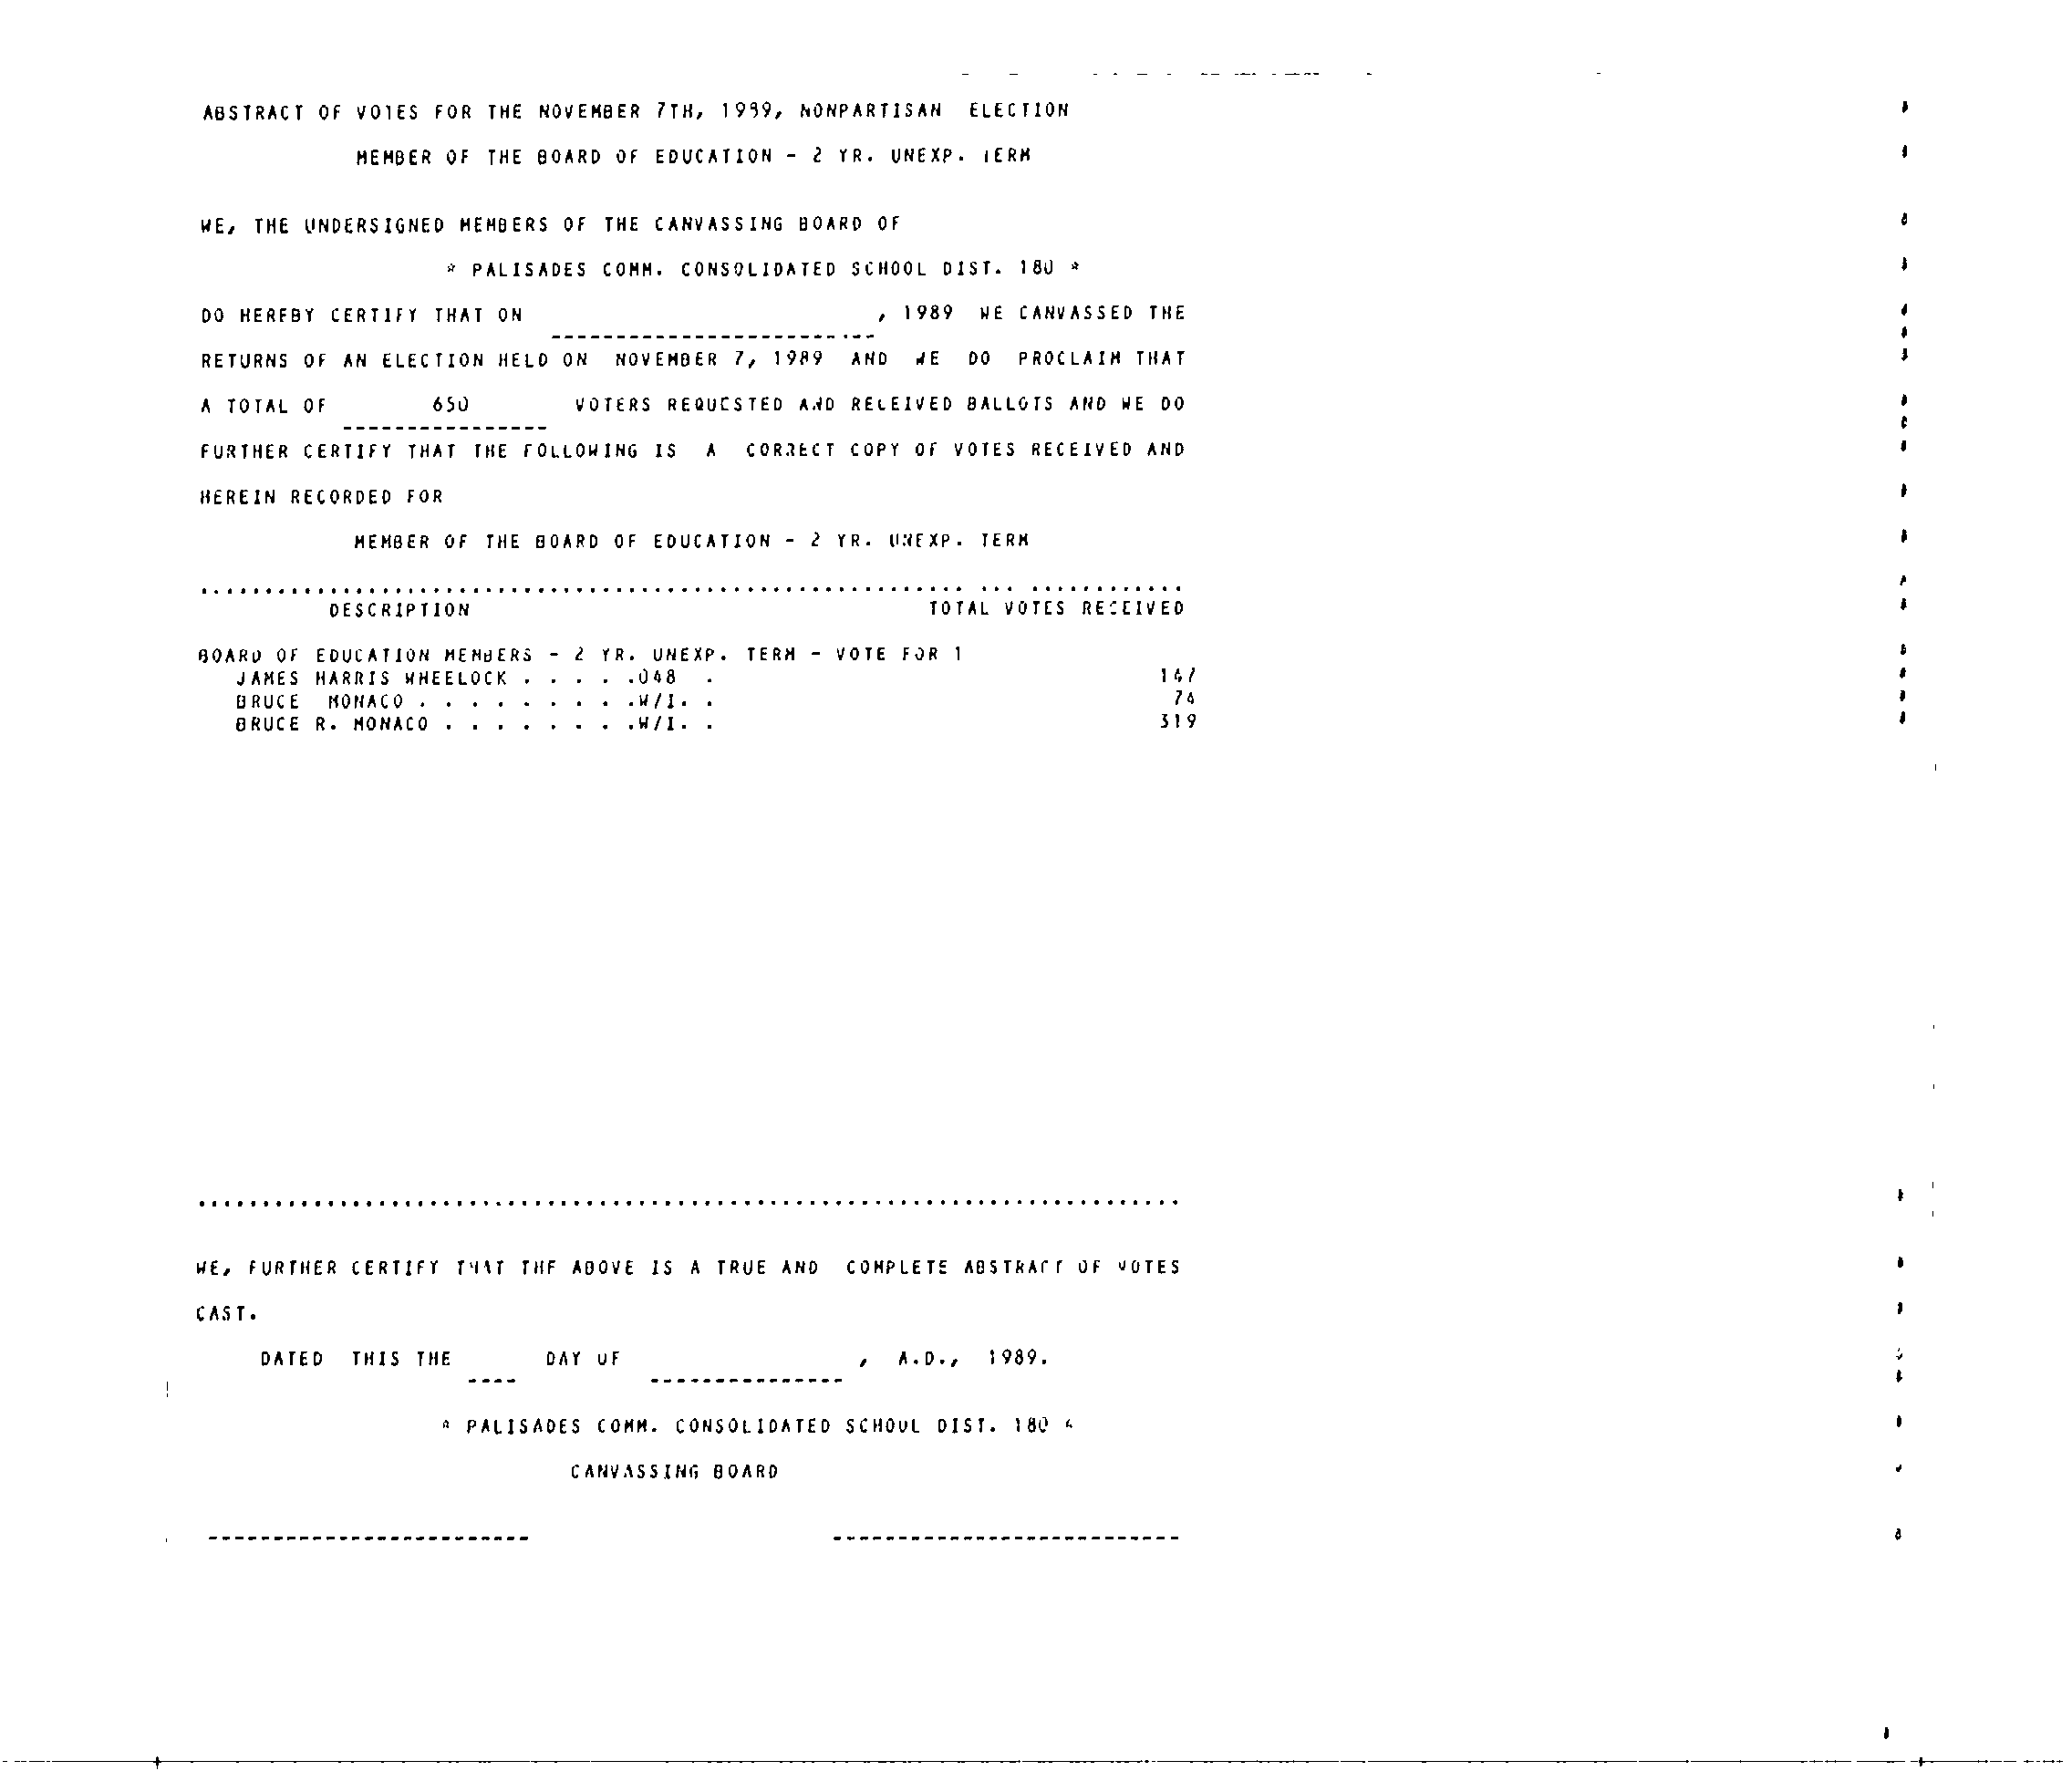 ABSTRACT OF VOTES FOR THE NOVEMBER 7TH, 1989, NONPARTISAN ELECTION
MEMBER OF THE BOARD OF EDUCATION - 2 YR. UNEXP. TERM
WE, THE UNDERSIGNED MEMBERS OF THE CANVASSING BOARD OF
* PALISADES COMM. CONSOLIDATED SCHOOL DIST. 180 *
DO HEREBY CERTIFY THAT ON , 1989 WE CANVASSED THE
RETURNS OF AN ELECTION HELD ON NOVEMBER 7, 1989 AND WE DO PROCLAIM THAT
A TOTAL OF 650 VOTERS REQUESTED AND RECEIVED BALLOTS AND WE DO
FURTHER CERTIFY THAT THE FOLLOWING IS A CORRECT COPY OF VOTES RECEIVED AND
HEREIN RECORDED FOR
MEMBER OF THE BOARD OF EDUCATION - 2 YR. UNEXP. TERM
DESCRIPTION TOTAL VOTES RECEIVED
BOARD OF EDUCATION MEMBERS - 2 YR. UNEXP. TERM - VOTE FOR 1
JAMES HARRIS WHEELOCK . . . . .048 . 147
BRUCE MONACO . . . . . . . . .W/I. . 74
BRUCE R. MONACO . . . . . . . .W/I. . 319
WE, FURTHER CERTIFY THAT THE ABOVE IS A TRUE AND COMPLETE ABSTRACT OF VOTES
CAST.
DATED THIS THE DAY OF , A.D., 1989.
* PALISADES COMM. CONSOLIDATED SCHOOL DIST. 180 *
CANVASSING BOARD